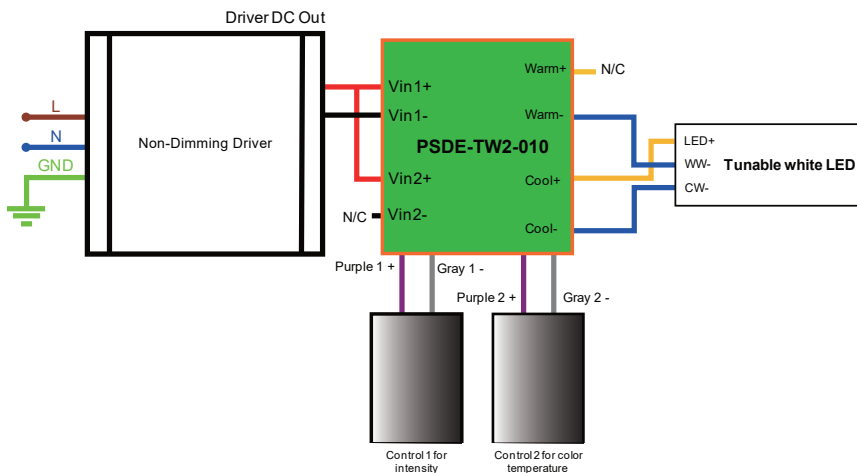 Driver DC Out
L
N
GND
Non-Dimming Driver
Vin1+
Vin1-
Vin2+
Vin2-
N/C
PSDE-TW2-010
Warm+
Warm-
Cool+
Cool-
N/C
LED+
WW-
CW-
Tunable white LED
Purple 1 +
Gray 1 -
Purple 2 +
Gray 2 -
Control 1 for
intensity
Control 2 for color
temperature